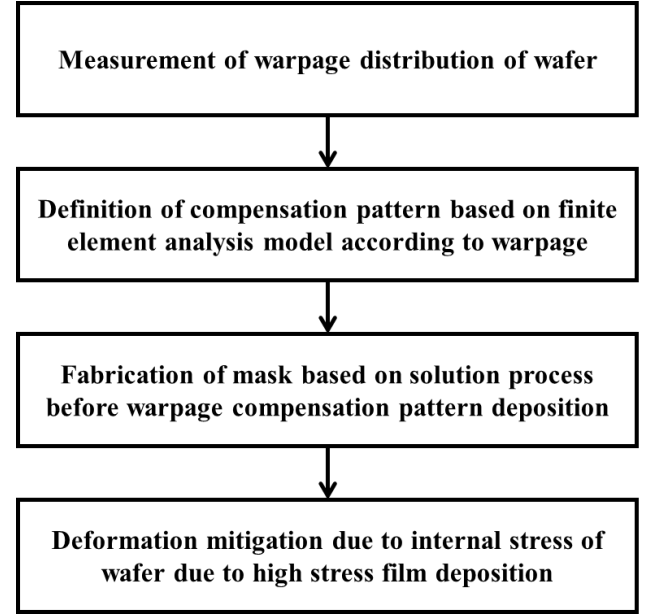 Measurement of warpage distribution of wafer
Definition of compensation pattern based on finite
element analysis model according to warpage
Fabrication of mask based on solution process
before warpage compensation pattern deposition
Deformation mitigation due to internal stress of
wafer due to high stress film deposition